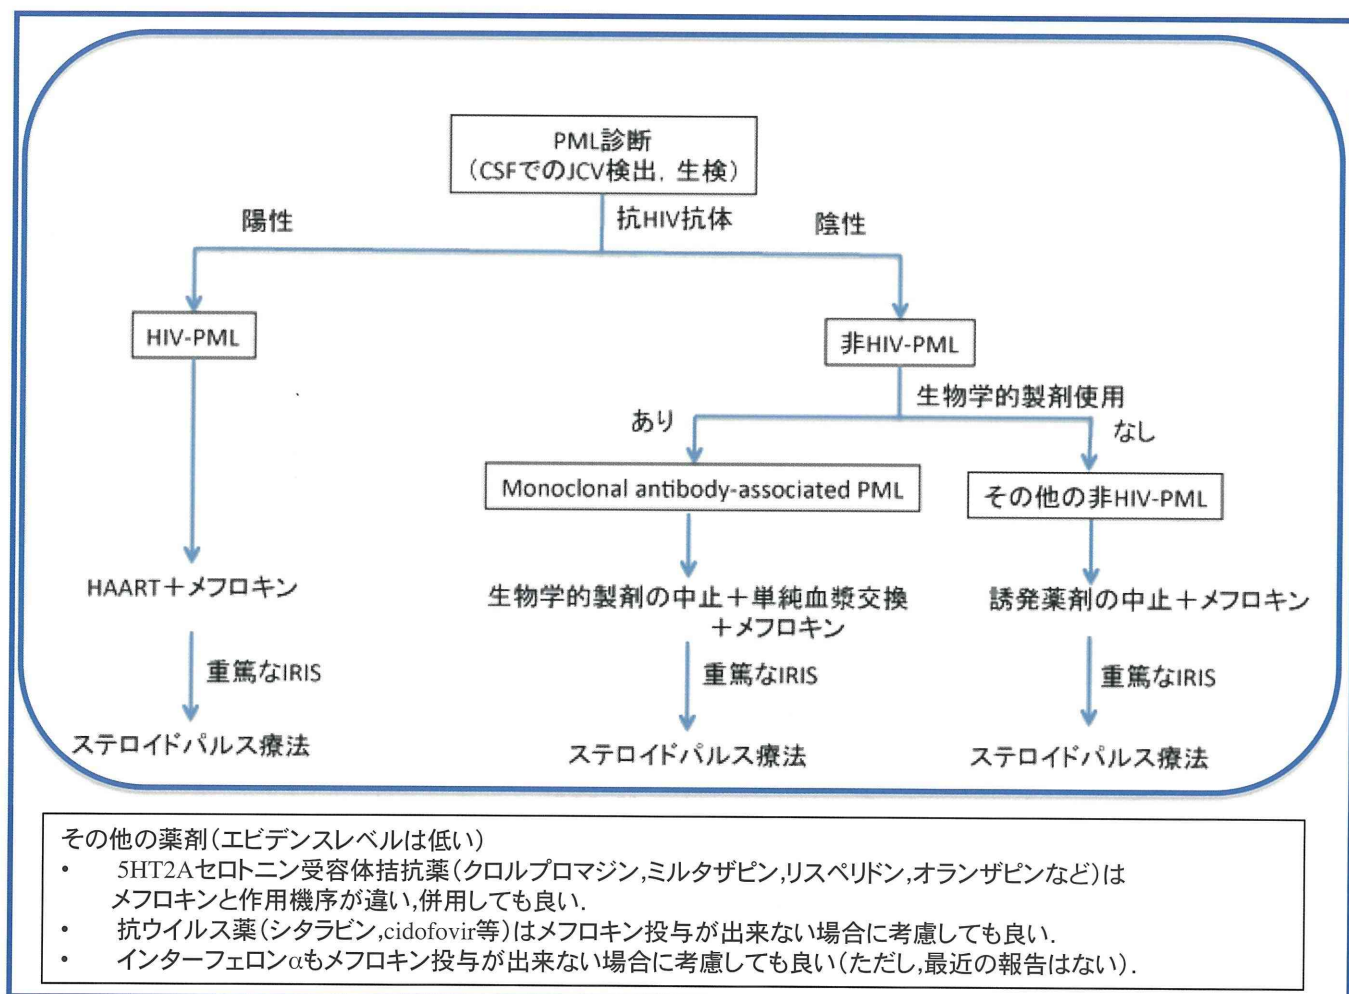 PML診断
（CSFでのJCV検出，生検）
陽性
抗HIV抗体
陰性
HIV-PML
非HIV-PML
生物学的製剤使用
あり
なし
Monoclonal antibody-associated PML
その他の非HIV-PML
HAART＋メフロキン
生物学的製剤の中止＋単純血漿交換
＋メフロキン
誘発薬剤の中止＋メフロキン
重篤なIRIS
重篤なIRIS
重篤なIRIS
ステロイドパルス療法
ステロイドパルス療法
ステロイドパルス療法
その他の薬剤（エビデンスレベルは低い）
• 5HT2Aセロトニン受容体拮抗薬（クロルプロマジン,ミルタザピン,リスペリドン,オランザピンなど）は
メフロキンと作用機序が違い,併用しても良い.
• 抗ウイルス薬（シタラビン,cidofovir等）はメフロキン投与が出来ない場合に考慮しても良い.
• インターフェロンαもメフロキン投与が出来ない場合に考慮しても良い（ただし,最近の報告はない）.